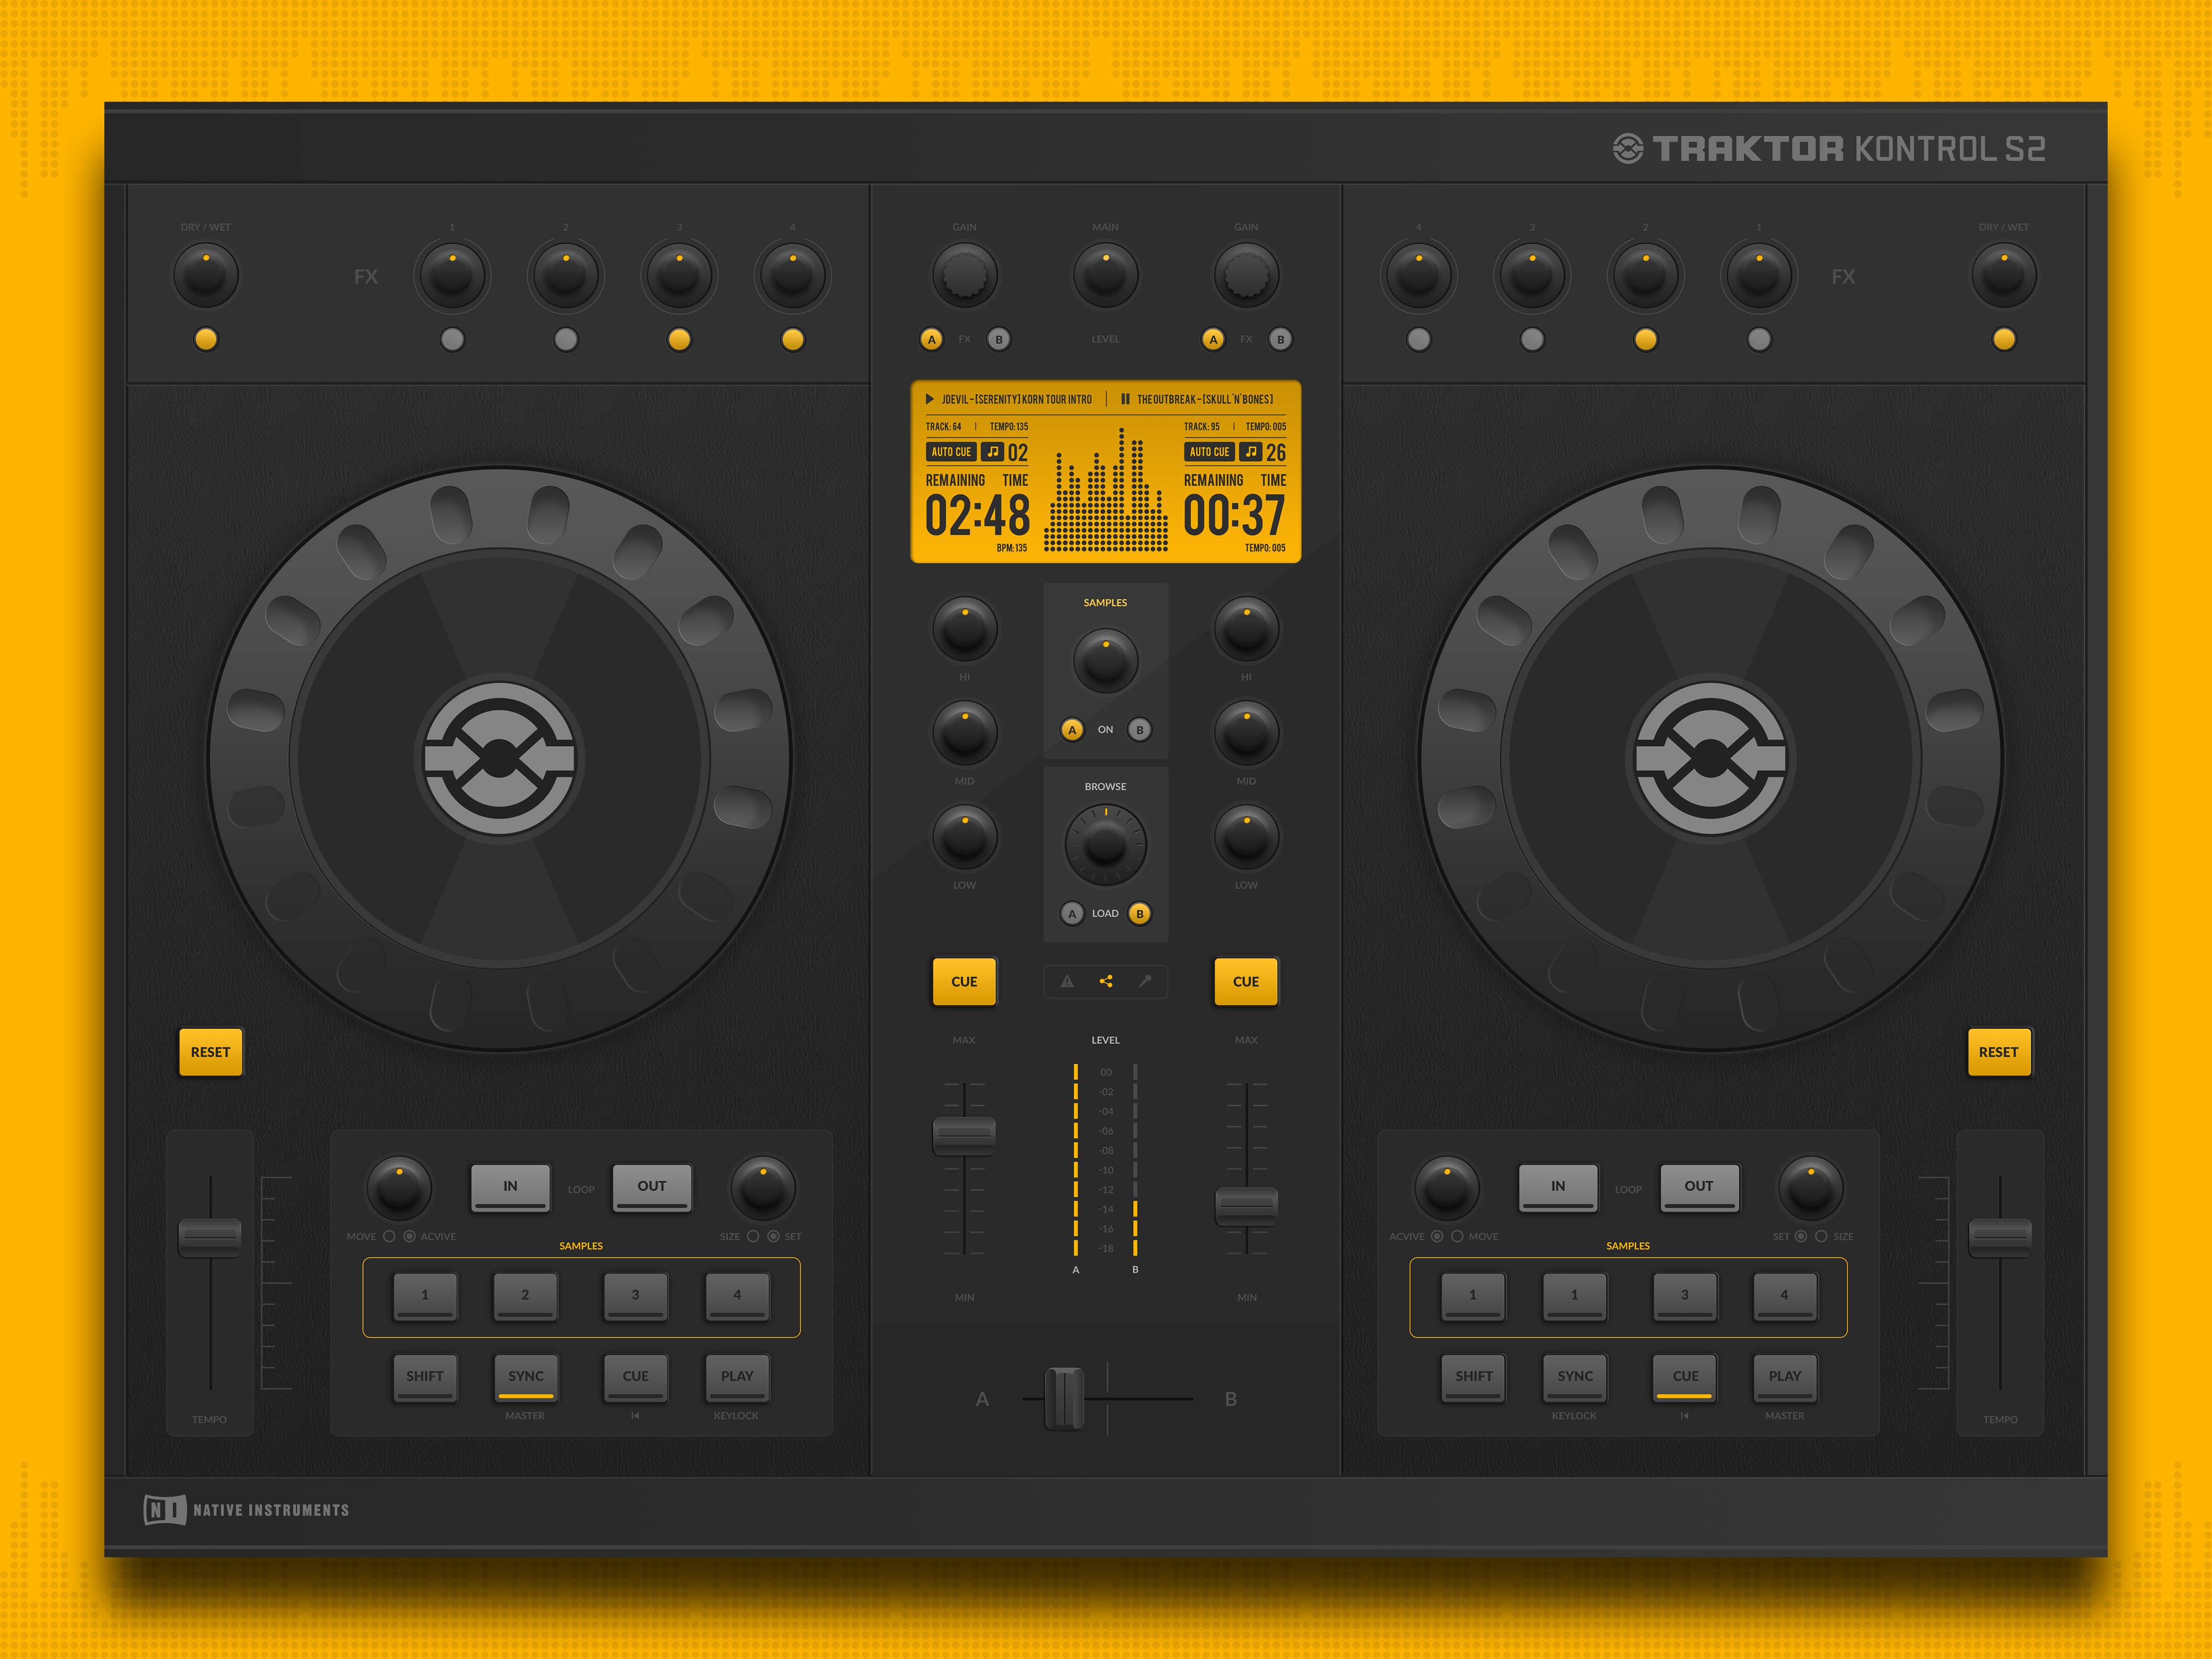 TRAKTOR KONTROL S2
DRY / WET
FX
1
2
3
4
GAIN
MAIN
GAIN
4
3
2
1
FX
DRY / WET
A FX B
LEVEL
A FX B
JDEVIL-[SERENITY] KORN TOUR INTRO
THE OUTBREAK-[SKULL'N'BONES]
TRACK: 64 | TEMPO: 135
AUTO CUE 02
REMAINING TIME
02:48
BPM: 135
TRACK: 95 | TEMPO: 005
AUTO CUE 26
REMAINING TIME
00:37
TEMPO: 005
HI
MID
LOW
SAMPLES
A ON B
BROWSE
A LOAD B
HI
MID
LOW
CUE
CUE
RESET
RESET
MAX
LEVEL
MAX
00
-02
-04
-06
-08
-10
-12
-14
-16
-18
A
B
MIN
MIN
A
B
TEMPO
IN
LOOP
OUT
MOVE
ACVIVE
SIZE
SET
SAMPLES
1
2
3
4
SHIFT
SYNC
CUE
PLAY
MASTER
KEYLOCK
IN
LOOP
OUT
ACVIVE
MOVE
SET
SIZE
SAMPLES
1
1
3
4
SHIFT
SYNC
CUE
PLAY
KEYLOCK
MASTER
TEMPO
NI NATIVE INSTRUMENTS